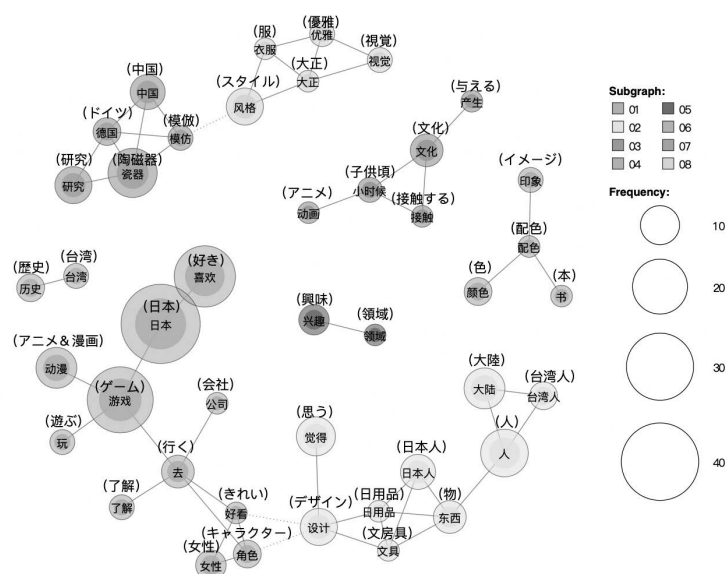 (服)
衣服
(優雅)
优雅
(視覚)
视觉
(大正)
大正
(スタイル)
风格
(中国)
中国
(ドイツ)
德国
(模倣)
模仿
(研究)
研究
(陶磁器)
瓷器
(与える)
产生
(文化)
文化
(子供頃)
小时候
(アニメ)
动画
(接触する)
接触
(イメージ)
印象
(配色)
配色
(色)
颜色
(本)
书
(歴史)
历史
(台湾)
台湾
(好き)
喜欢
(日本)
日本
(興味)
兴趣
(領域)
领域
(アニメ&漫画)
动漫
(ゲーム)
游戏
(遊ぶ)
玩
(会社)
公司
(行く)
去
(了解)
了解
(きれい)
好看
(キャラクター)
角色
(女性)
女性
(思う)
觉得
(デザイン)
设计
(日用品)
日用品
(文房具)
文具
(日本人)
日本人
(物)
东西
(大陸)
大陆
(台湾人)
台湾人
(人)
人
Subgraph:
01 05
02 06
03 07
04 08
Frequency:
10
20
30
40